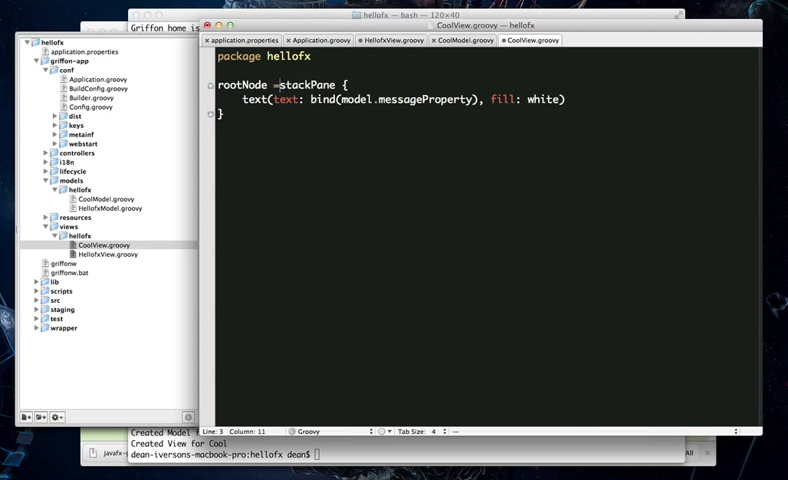 hellofx — bash — 120×40
Griffon home is
CoolView.groovy — hellofx
application.properties
Application.groovy
HellofxView.groovy
CoolModel.groovy
CoolView.groovy
hellofx
application.properties
griffon-app
conf
Application.groovy
BuildConfig.groovy
Builder.groovy
Config.groovy
dist
keys
metainf
webstart
controllers
i18n
lifecycle
models
hellofx
CoolModel.groovy
HellofxModel.groovy
resources
views
hellofx
CoolView.groovy
HellofxView.groovy
griffonw
griffonw.bat
lib
scripts
src
staging
test
wrapper
package hellofx
rootNode =stackPane {
text(text: bind(model.messageProperty), fill: white)
}
Line: 3 Column: 11
Groovy
Tab Size: 4
—
Created Model f
Created View for Cool
dean-iversons-macbook-pro:hellofx dean$
javafx-
All